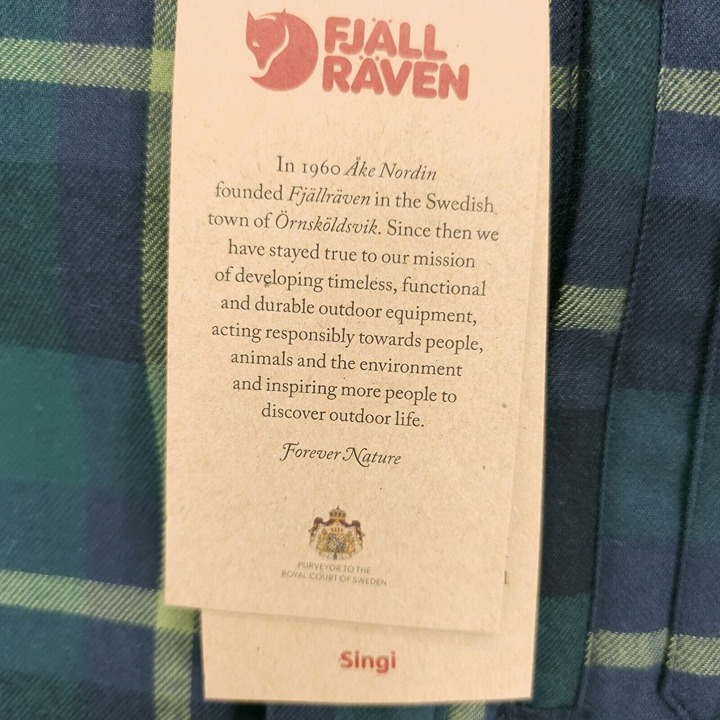 FJÄLL
RÄVEN
In 1960 Åke Nordin
founded Fjällräven in the Swedish
town of Örnsköldsvik. Since then we
have stayed true to our mission
of developing timeless, functional
and durable outdoor equipment,
acting responsibly towards people,
animals and the environment
and inspiring more people to
discover outdoor life.
Forever Nature
PURVEYOR TO THE
ROYAL COURT OF SWEDEN
Singi